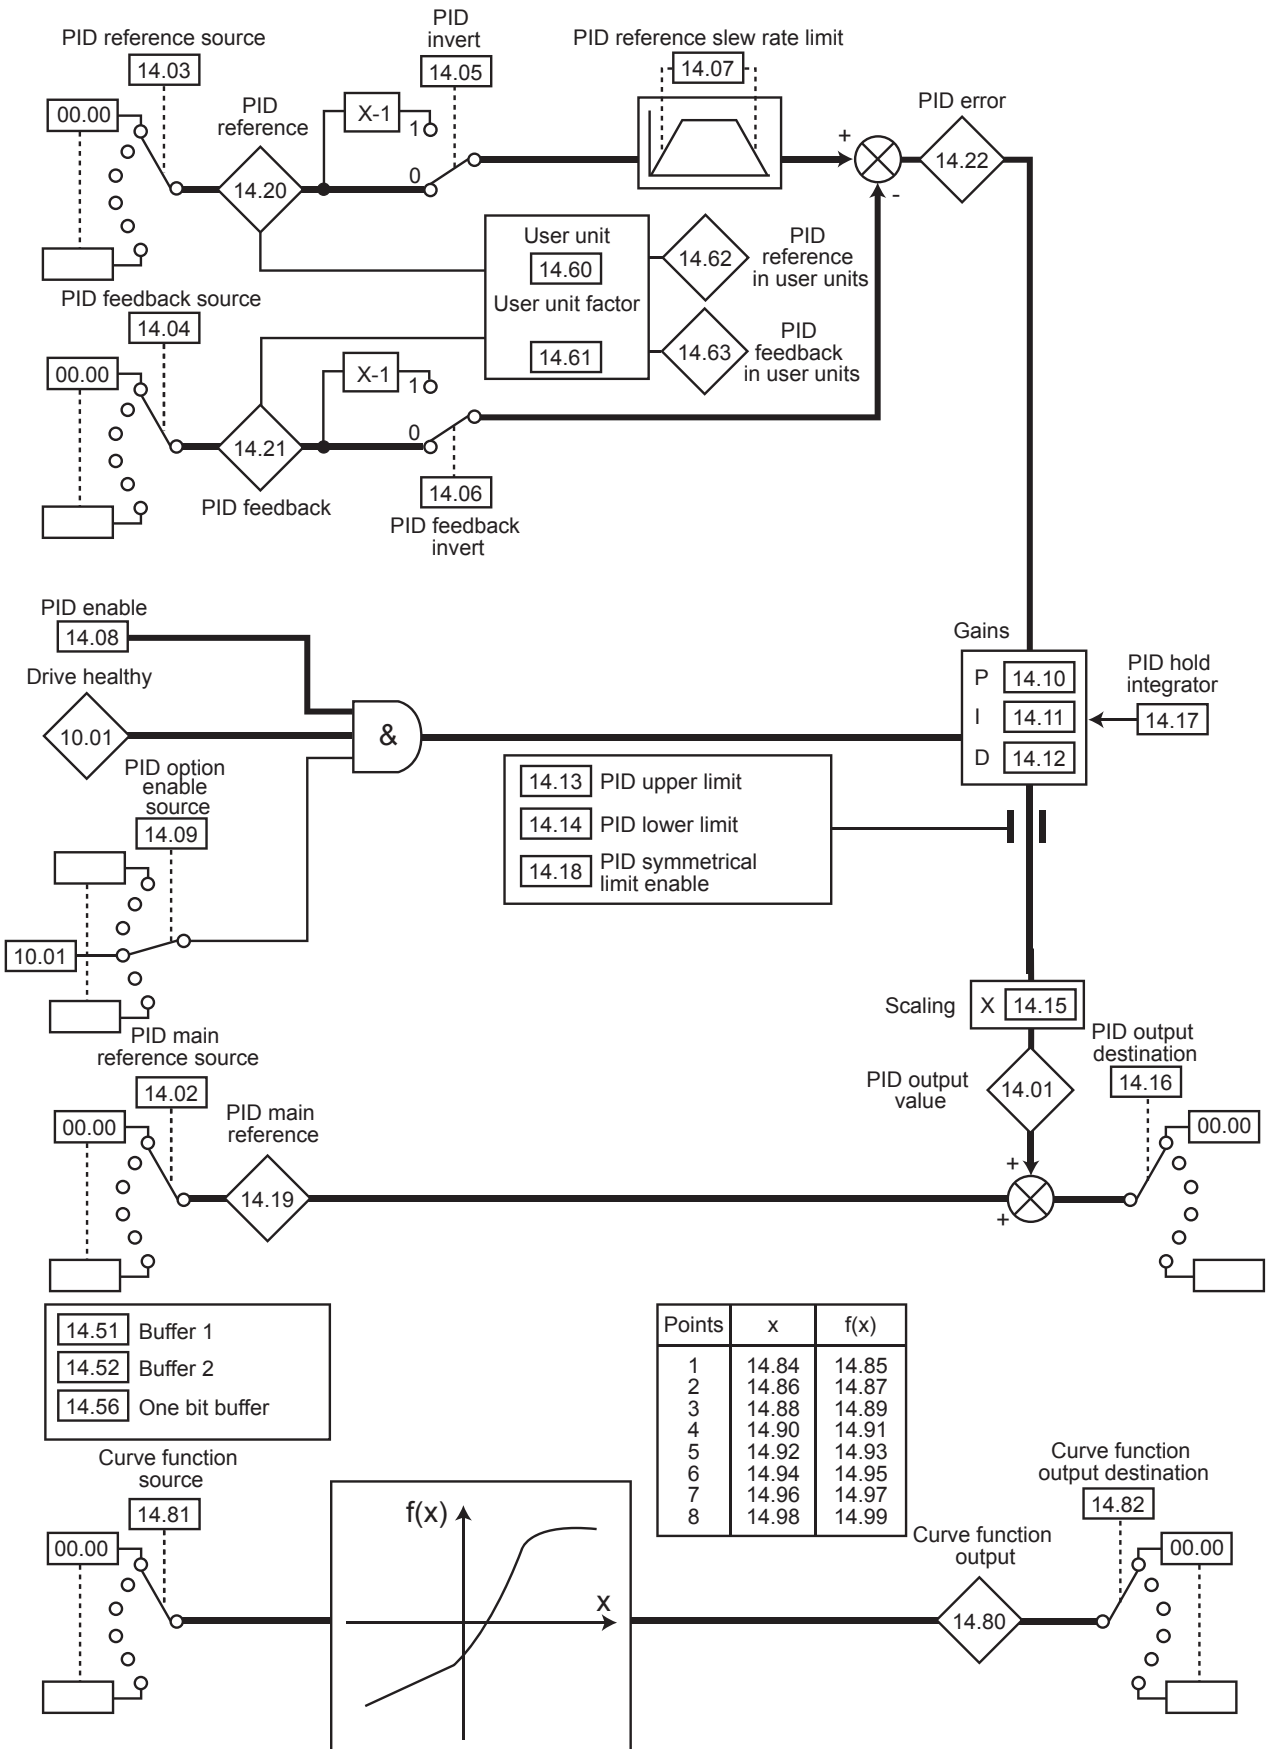 PID reference source
14.03
PID
invert
14.05
PID reference slew rate limit
14.07
00.00
PID
reference
X-1
1
PID error
+
14.20
0
14.22
-
User unit
14.60
User unit factor
14.61
14.62
PID
reference
in user units
14.63
PID
feedback
in user units
PID feedback source
14.04
00.00
X-1
1
14.21
0
PID feedback
14.06
PID feedback
invert
PID enable
14.08
Drive healthy
10.01
&
Gains
P
14.10
I
14.11
D
14.12
PID hold
integrator
14.17
PID option
enable
source
14.09
14.13
PID upper limit
14.14
PID lower limit
14.18
PID symmetrical
limit enable
10.01
Scaling
X
14.15
PID main
reference source
14.02
PID output
value
14.01
PID output
destination
14.16
00.00
PID main
reference
00.00
14.19
+
+
14.51
Buffer 1
14.52
Buffer 2
14.56
One bit buffer
Points x f(x)
1 14.84 14.85
2 14.86 14.87
3 14.88 14.89
4 14.90 14.91
5 14.92 14.93
6 14.94 14.95
7 14.96 14.97
8 14.98 14.99
Curve function
source
14.81
00.00
f(x)
x
Curve function
output
14.80
Curve function
output destination
14.82
00.00